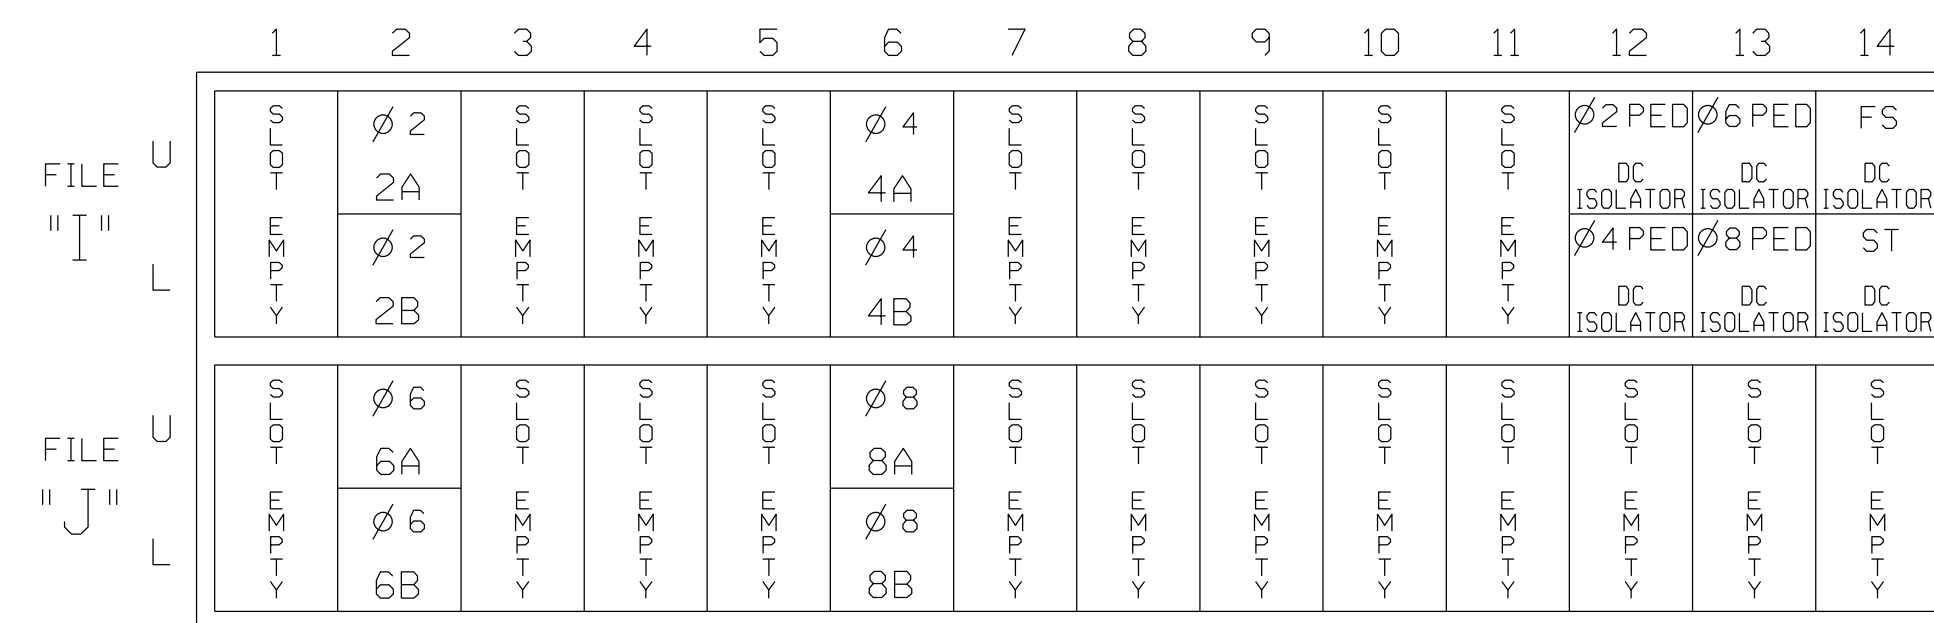 1 2 3 4 5 6 7 8 9 10 11 12 13 14
FILE "I"
U
L
SLOT EMPTY
Ø 2
2A
Ø 2
2B
SLOT EMPTY
SLOT EMPTY
SLOT EMPTY
Ø 4
4A
Ø 4
4B
SLOT EMPTY
SLOT EMPTY
SLOT EMPTY
SLOT EMPTY
SLOT EMPTY
Ø2 PED
DC
ISOLATOR
Ø4 PED
DC
ISOLATOR
Ø6 PED
DC
ISOLATOR
Ø8 PED
DC
ISOLATOR
FS
DC
ISOLATOR
ST
DC
ISOLATOR
FILE "J"
U
L
SLOT EMPTY
Ø 6
6A
Ø 6
6B
SLOT EMPTY
SLOT EMPTY
SLOT EMPTY
Ø 8
8A
Ø 8
8B
SLOT EMPTY
SLOT EMPTY
SLOT EMPTY
SLOT EMPTY
SLOT EMPTY
SLOT EMPTY
SLOT EMPTY
SLOT EMPTY